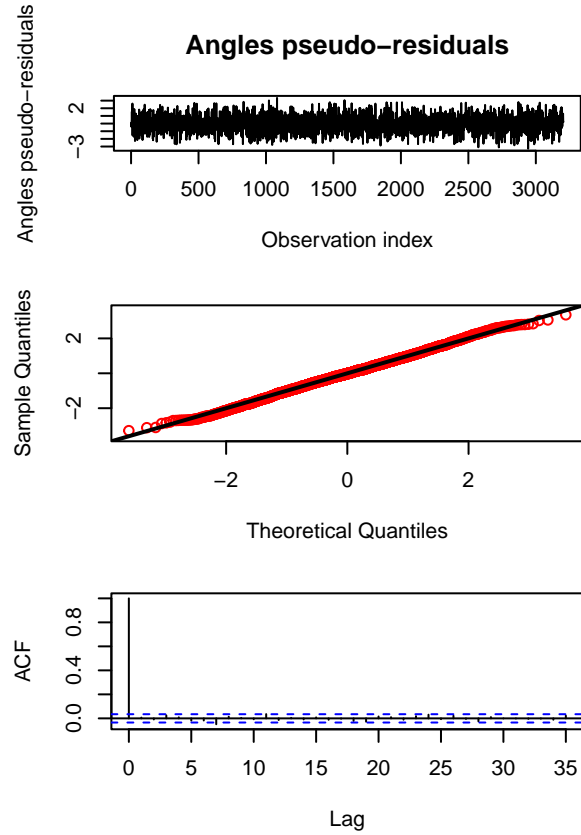 Angles pseudo−residuals
Angles pseudo−residuals
2
−3
0 500 1000 1500 2000 2500 3000
Observation index
Sample Quantiles
2
−2
−2 0 2
Theoretical Quantiles
ACF
0.8
0.4
0.0
0 5 10 15 20 25 30 35
Lag